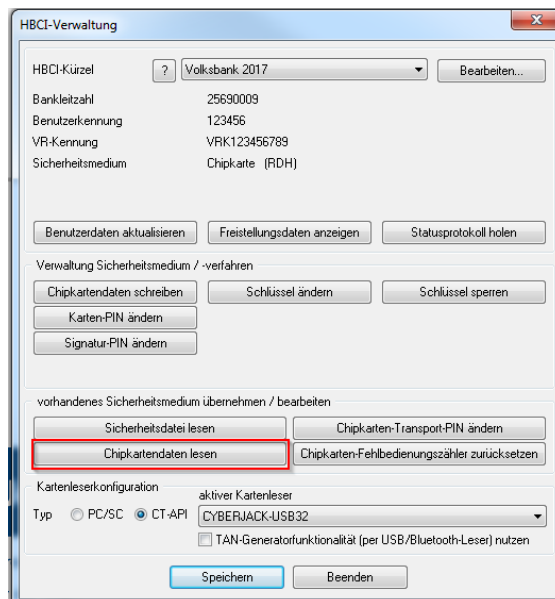 HBCI-Verwaltung
HBCI-Kürzel ? Volksbank 2017 Bearbeiten...
Bankleitzahl 25690009
Benutzerkennung 123456
VR-Kennung VRK123456789
Sicherheitsmedium Chipkarte (RDH)
Benutzerdaten aktualisieren Freistellungsdaten anzeigen Statusprotokoll holen
Verwaltung Sicherheitsmedium / -verfahren
Chipkartendaten schreiben Schlüssel ändern Schlüssel sperren
Karten-PIN ändern
Signatur-PIN ändern
vorhandenes Sicherheitsmedium übernehmen / bearbeiten
Sicherheitsdatei lesen Chipkarten-Transport-PIN ändern
Chipkartendaten lesen Chipkarten-Fehlbedienungszähler zurücksetzen
Kartenleserkonfiguration
aktiver Kartenleser
Typ PC/SC CT-API CYBERJACK-USB32
TAN-Generatorfunktionalität (per USB/Bluetooth-Leser) nutzen
Speichern Beenden